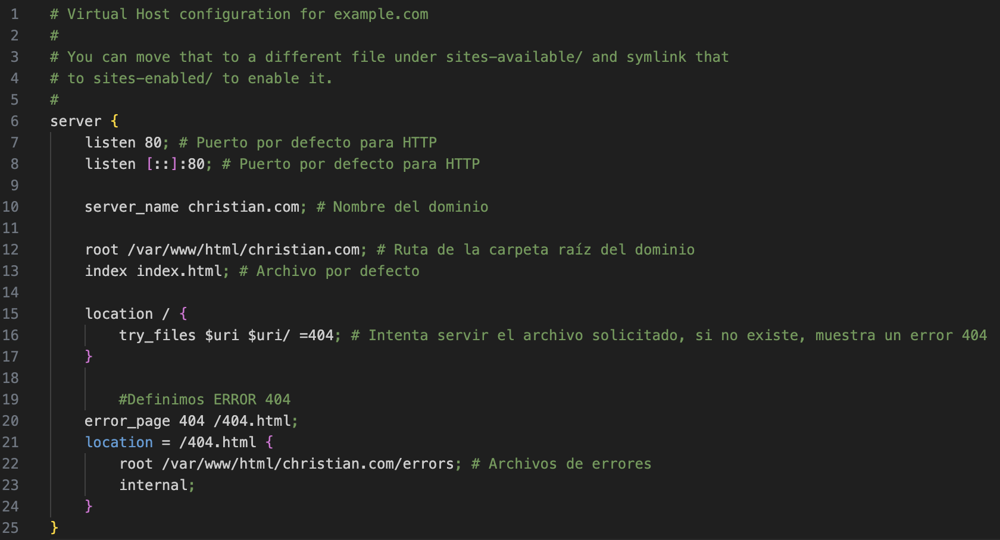 1 # Virtual Host configuration for example.com
2 #
3 # You can move that to a different file under sites-available/ and symlink that
4 # to sites-enabled/ to enable it.
5 #
6 server {
7 listen 80; # Puerto por defecto para HTTP
8 listen [::]:80; # Puerto por defecto para HTTP
9
10 server_name christian.com; # Nombre del dominio
11
12 root /var/www/html/christian.com; # Ruta de la carpeta raíz del dominio
13 index index.html; # Archivo por defecto
14
15 location / {
16 try_files $uri $uri/ =404; # Intenta servir el archivo solicitado, si no existe, muestra un error 404
17 }
18
19 #Definimos ERROR 404
20 error_page 404 /404.html;
21 location = /404.html {
22 root /var/www/html/christian.com/errors; # Archivos de errores
23 internal;
24 }
25 }